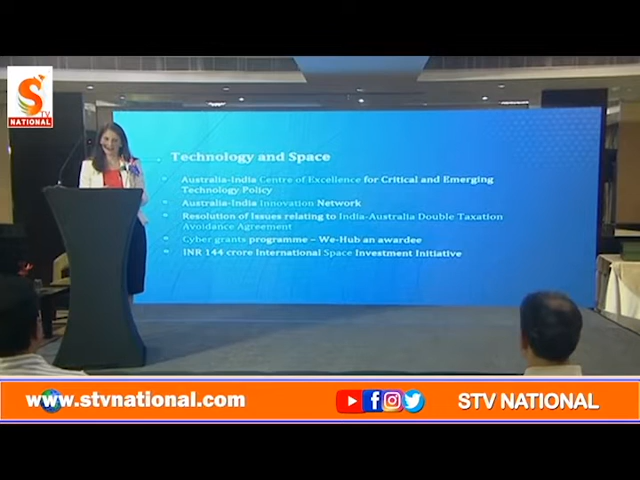 S
TV
NATIONAL
Technology and Space
Australia-India Centre of Excellence for Critical and Emerging
Technology Policy
Australia-India Innovation Network
Resolution of Issues relating to India-Australia Double Taxation
Avoidance Agreement
Cyber grants programme – We-Hub an awardee
INR 144 crore International Space Investment Initiative
www.stvnational.com
STV NATIONAL